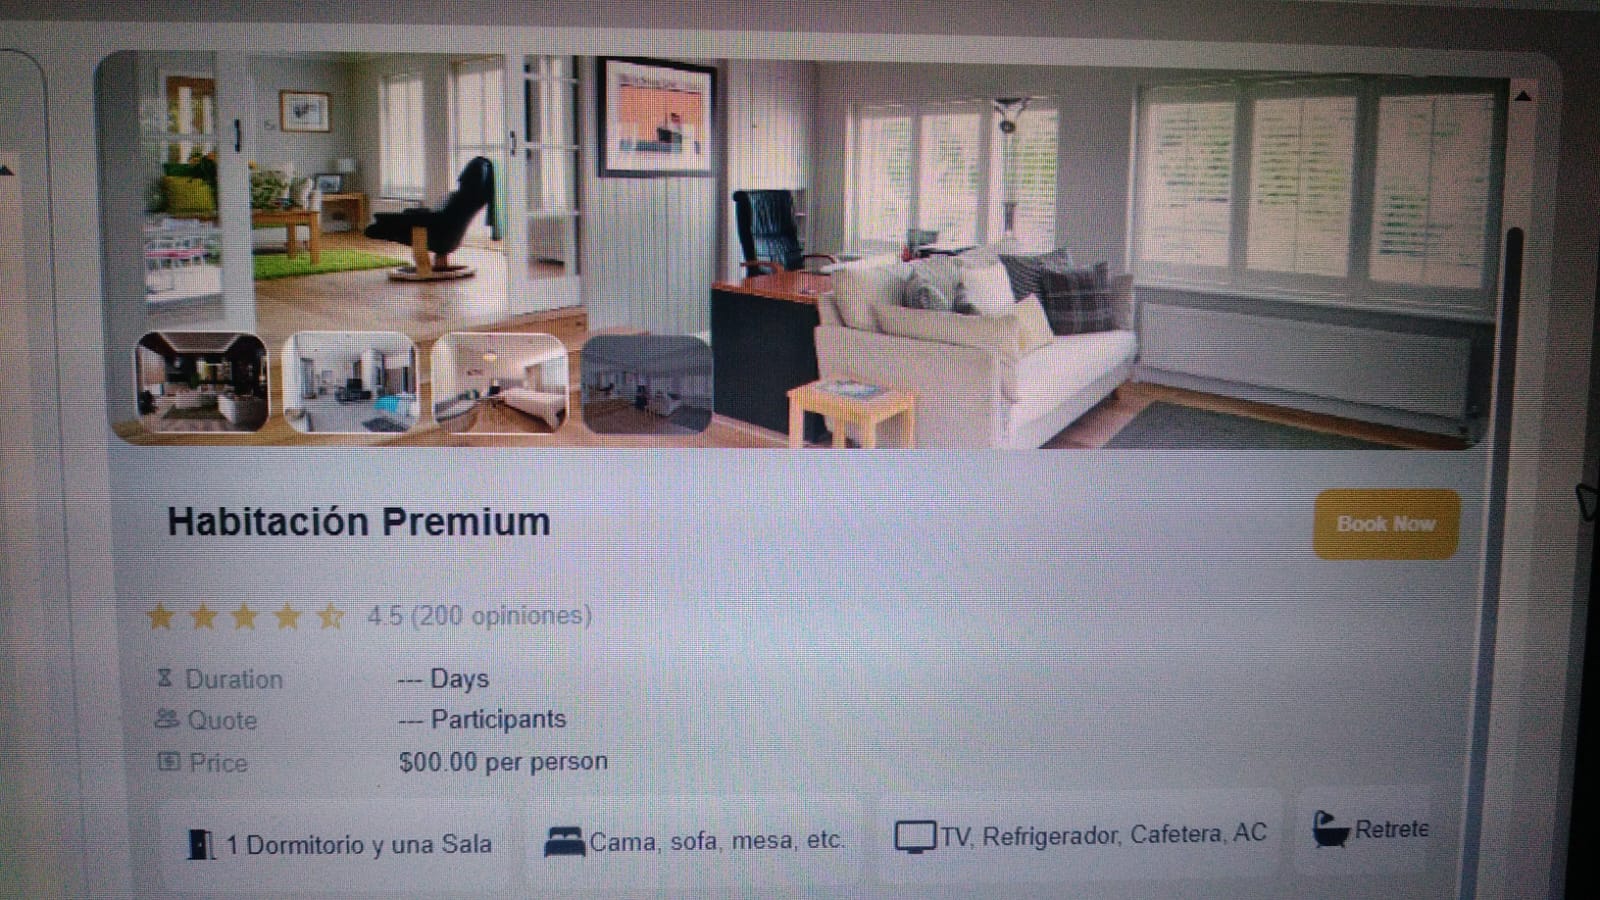 Habitación Premium
Book Now
4.5 (200 opiniones)
Duration --- Days
Quote --- Participants
Price $00.00 per person
1 Dormitorio y una Sala
Cama, sofa, mesa, etc.
TV, Refrigerador, Cafetera, AC
Retrete